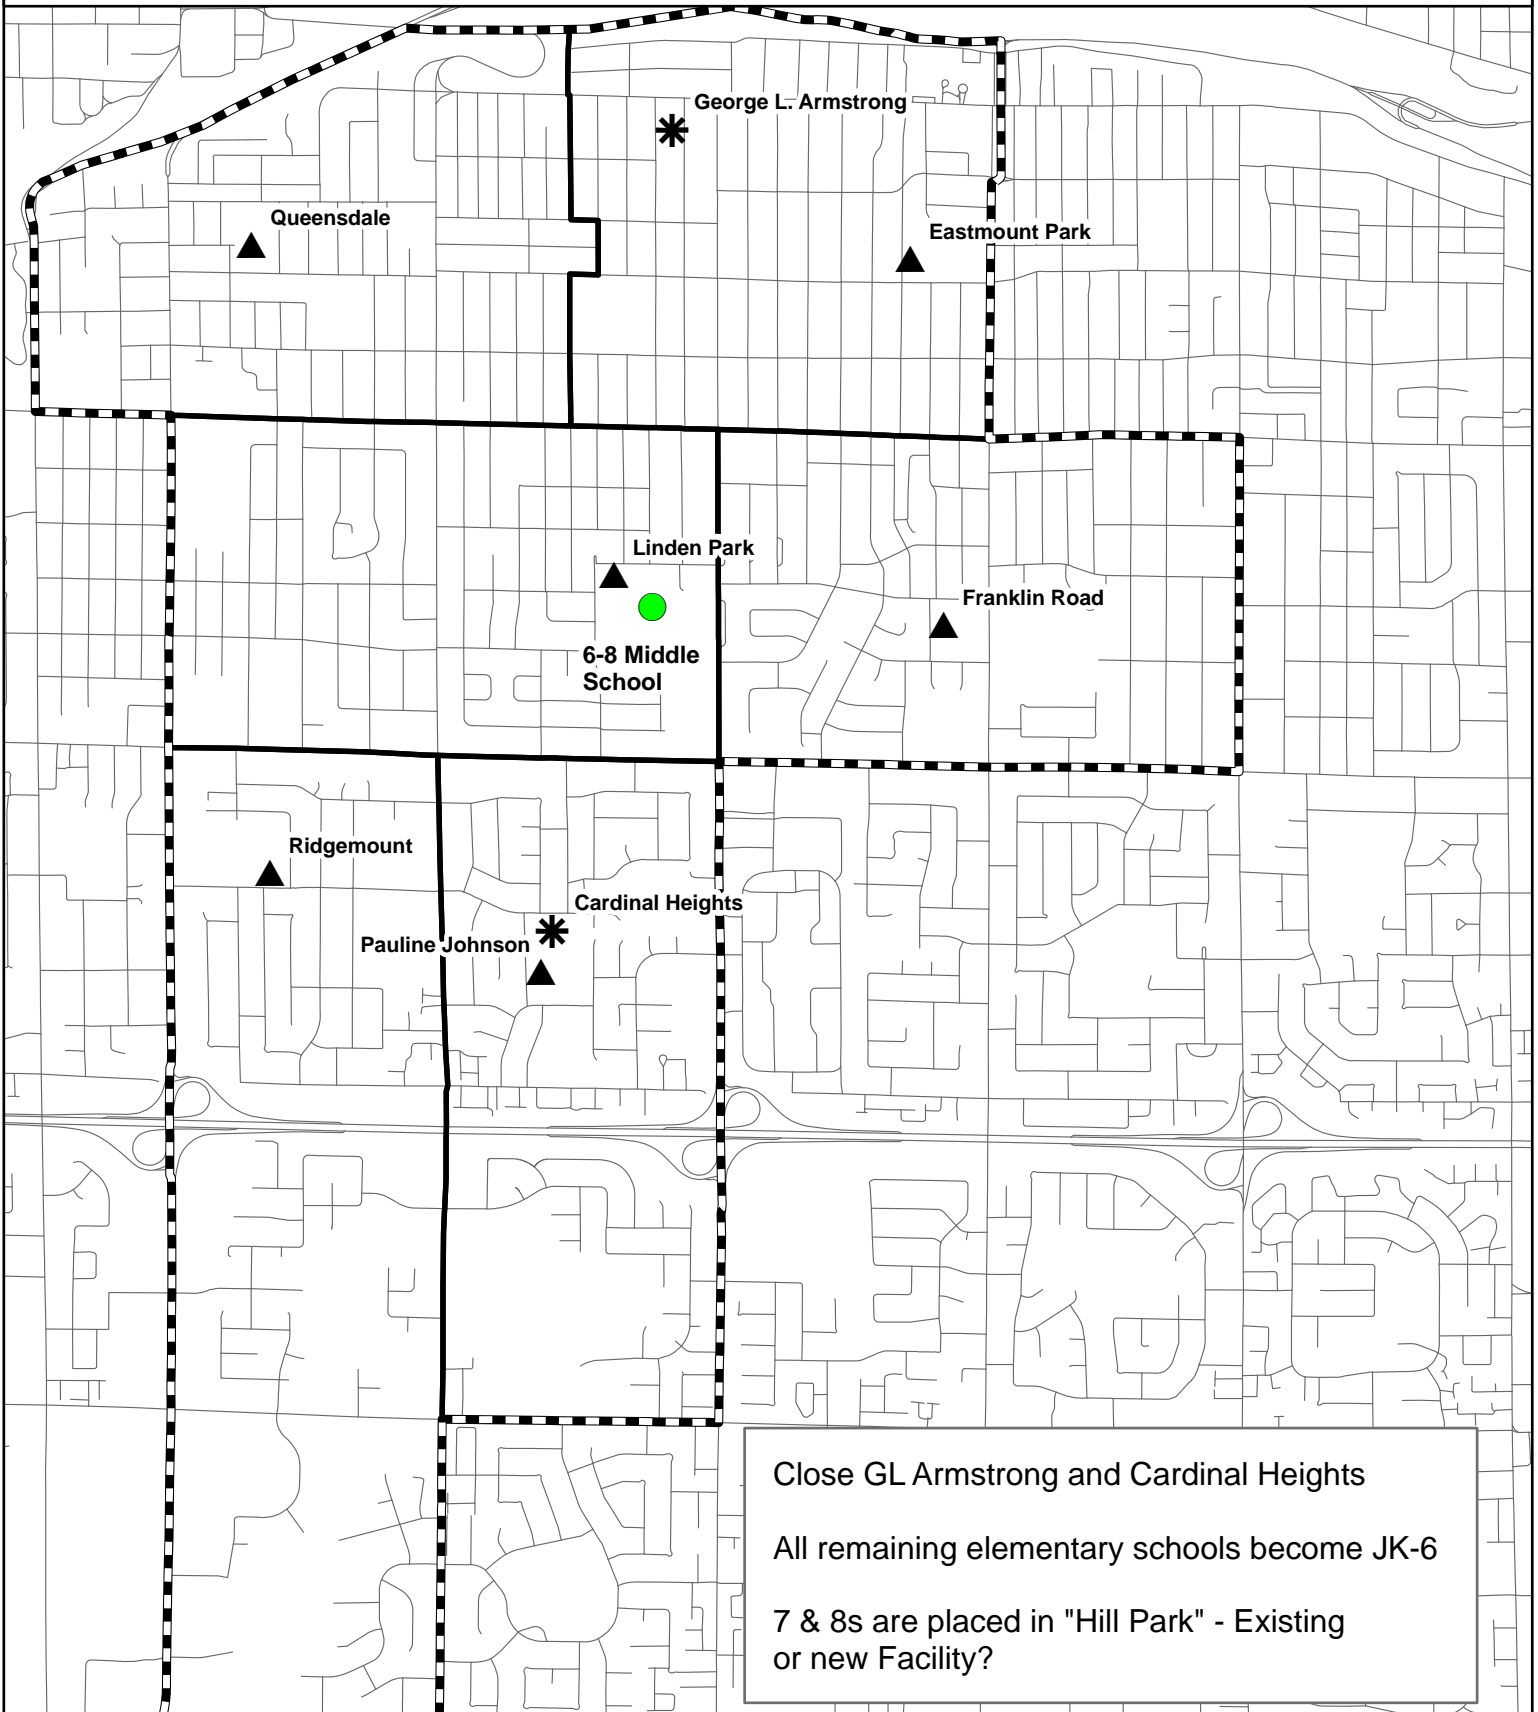 George L. Armstrong
Queensdale
Eastmount Park
Linden Park
Franklin Road
6-8 Middle
School
Ridgemount
Cardinal Heights
Pauline Johnson
Close GL Armstrong and Cardinal Heights
All remaining elementary schools become JK-6
7 & 8s are placed in "Hill Park" - Existing
or new Facility?